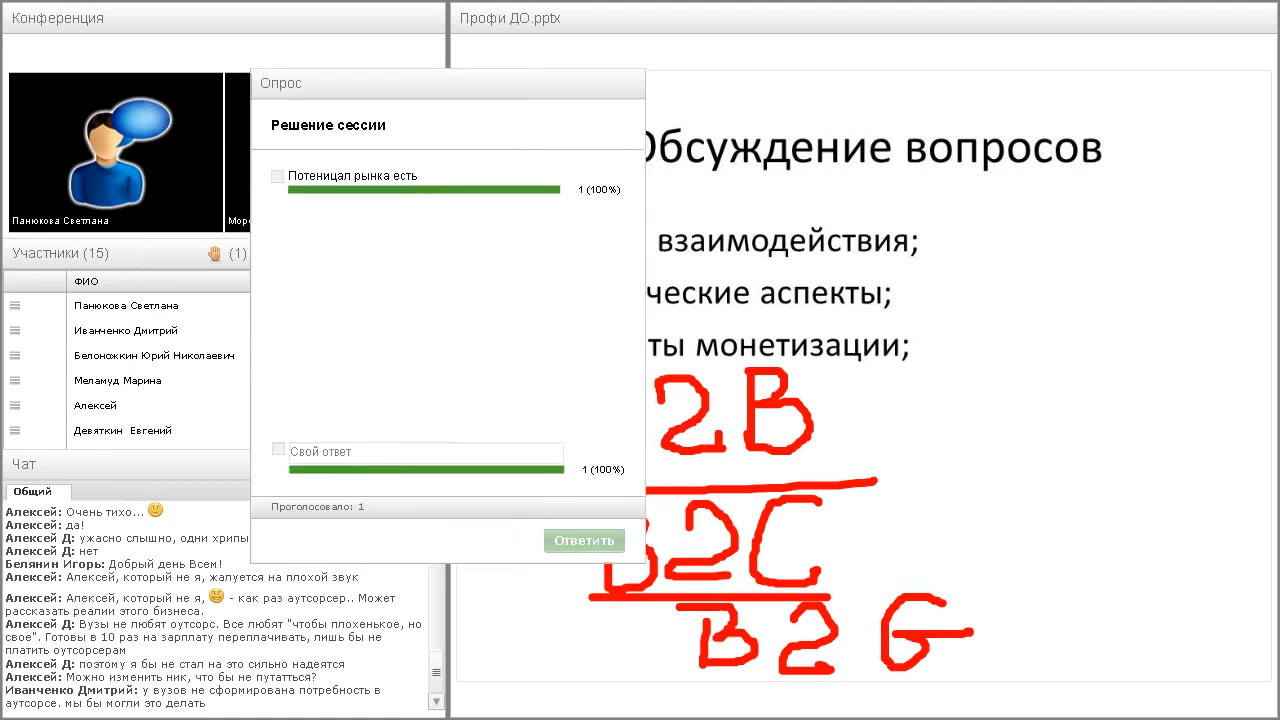 Конференция
Панюкова Светлана
Участники (15)
(1)
ФИО
Панюкова Светлана
Иванченко Дмитрий
Белоножкин Юрий Николаевич
Меламуд Марина
Алексей
Девяткин Евгений
Чат
Общий
Алексей: Очень тихо...
Алексей: да!
Алексей Д: ужасно слышно, одни хрипы
Алексей Д: нет
Белянин Игорь: Добрый день Всем!
Алексей: Алексей, который не я, жалуется на плохой звук
Алексей: Алексей, который не я, - как раз аутсорсер.. Может
рассказать реалии этого бизнеса.
Алексей Д: Вузы не любят оутсорс. Все любят "чтобы плохенькое, но
свое". Готовы в 10 раз на зарплату переплачивать, лишь бы не
платить оутсорсеру
Алексей Д: поэтому я бы не стал на это сильно надеятся
Алексей: Може изменить ник, что бы не путатться?
Иванченко Дмитрий: у вузов не сформирована потребность в
аутсорсе. мы бы могли это делать
Опрос
Решение сессии
Потеницал рынка есть
1 (100%)
Свой ответ
1 (100%)
Проголосовало: 1
Ответить
Профи ДО.pptx
Обсуждение вопросов
взаимодействия;
ческие аспекты;
ты монетизации;
2B
B2C
B2G